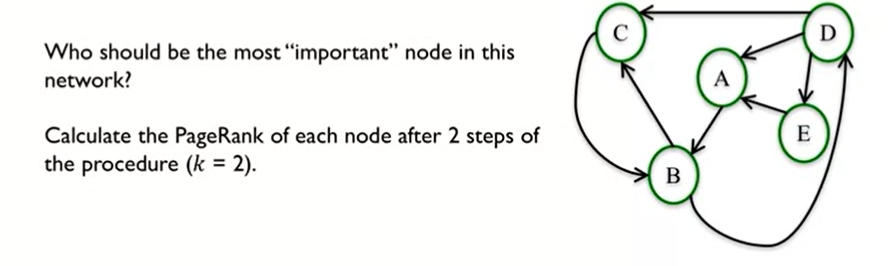 Who should be the most “important” node in this
network?
Calculate the PageRank of each node after 2 steps of
the procedure (k = 2).
C
D
A
E
B